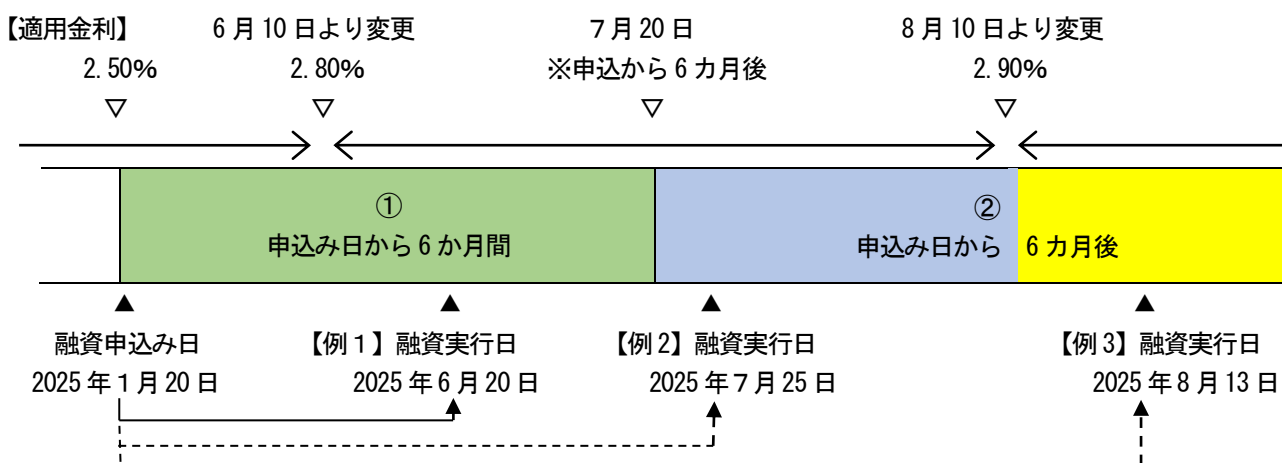 【適用金利】 6月10日より変更 7月20日 8月10日より変更
2.50% 2.80% ※申込から6カ月後 2.90%
▽ ▽ ▽ ▽
① ②
申込み日から6か月間 申込み日から 6カ月後
▲ ▲ ▲ ▲
融資申込み日 【例1】融資実行日 【例2】融資実行日 【例3】融資実行日
2025年1月20日 2025年6月20日 2025年7月25日 2025年8月13日